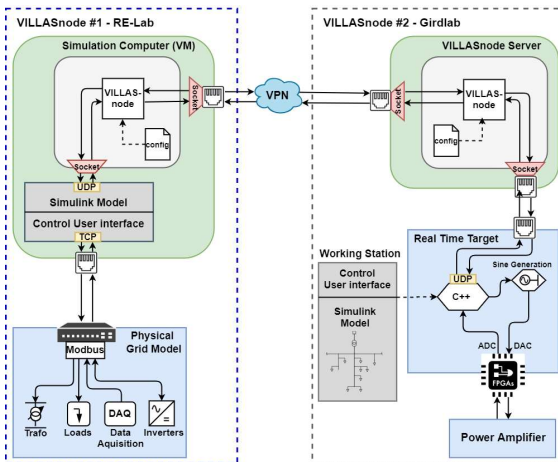 VILLASnode #1 - RE-Lab
Simulation Computer (VM)
VILLAS-
node
config
Socket
Socket
UDP
Simulink Model
Control User interface
TCP
Modbus
Physical
Grid Model
Trafo
Loads
DAQ
Data
Aquisition
Inverters
VPN
VILLASnode #2 - Girdlab
VILLASnode Server
Socket
VILLAS-
node
config
Socket
Real Time Target
Sine Generation
UDP
C++
ADC
DAC
FPGAs
Power Amplifier
Working Station
Control
User interface
Simulink
Model